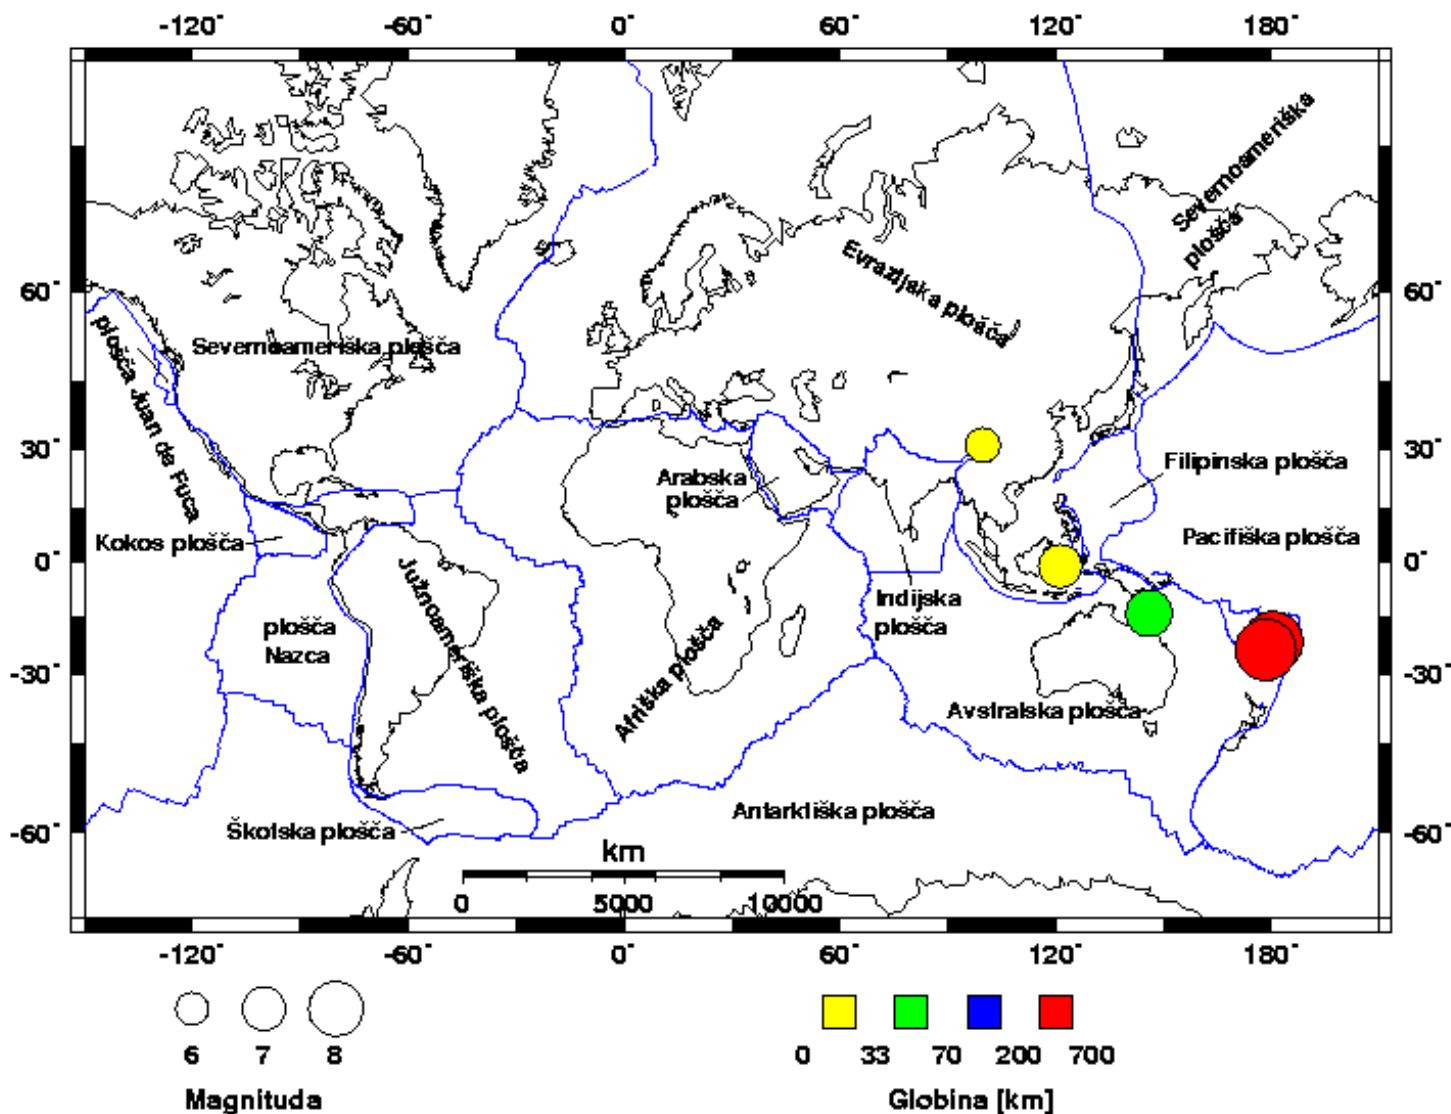 -120° -60° 0° 60° 120° 180°
Severnoameriška
plošča
Evrazijska plošča
60° 60°
plošča Juan de Fuca
Severnoameriška plošča
30° 30°
Filipinska plošča
Arabska
plošča
Kokos plošča
Pacifiška plošča
0° 0°
Južnoameriška plošča
Indijska
plošča
plošča
Nazca
Afriška plošča
-30° -30°
Avstralska plošča
Antarktiška plošča
Škotska plošča
-60° -60°
km
0 5000 10000
-120° -60° 0° 60° 120° 180°
6 7 8
0 33 70 200 700
Magnituda
Globina [km]